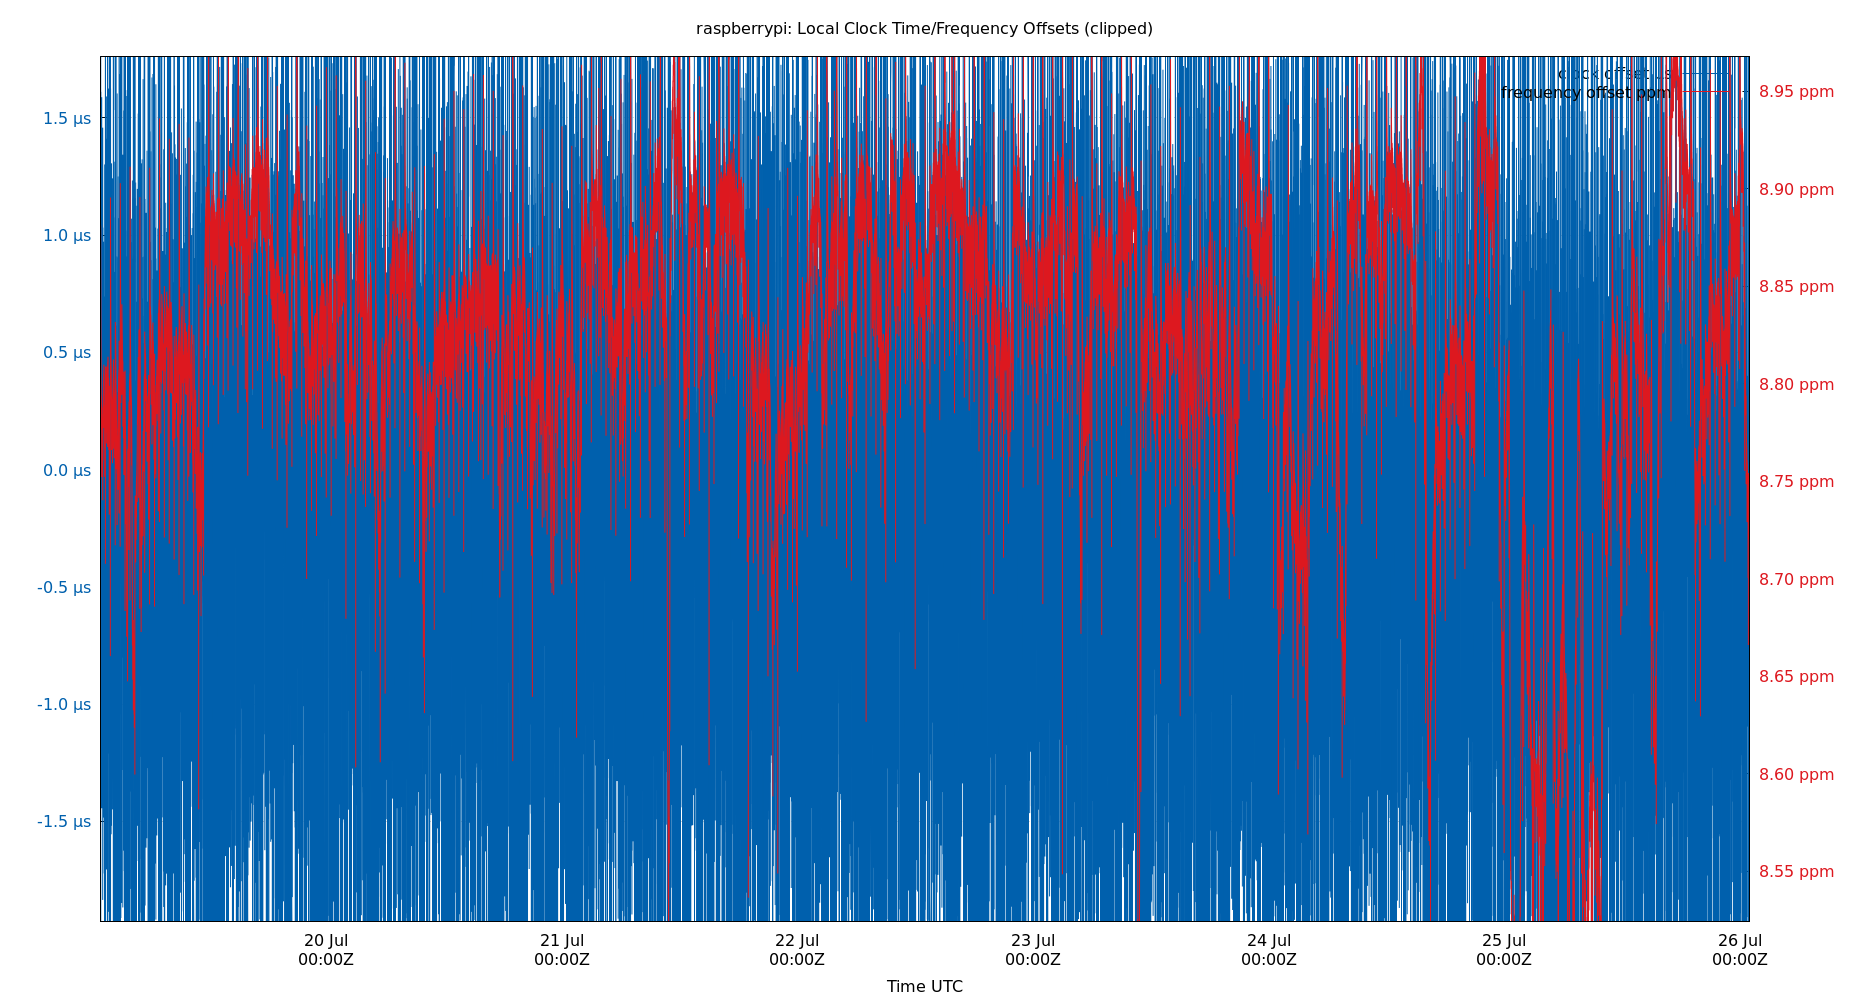 raspberrypi: Local Clock Time/Frequency Offsets (clipped)
clock offset
frequency offset ppm
1.5 µs
1.0 µs
0.5 µs
0.0 µs
-0.5 µs
-1.0 µs
-1.5 µs
8.95 ppm
8.90 ppm
8.85 ppm
8.80 ppm
8.75 ppm
8.70 ppm
8.65 ppm
8.60 ppm
8.55 ppm
20 Jul
00:00Z
21 Jul
00:00Z
22 Jul
00:00Z
23 Jul
00:00Z
24 Jul
00:00Z
25 Jul
00:00Z
26 Jul
00:00Z
Time UTC